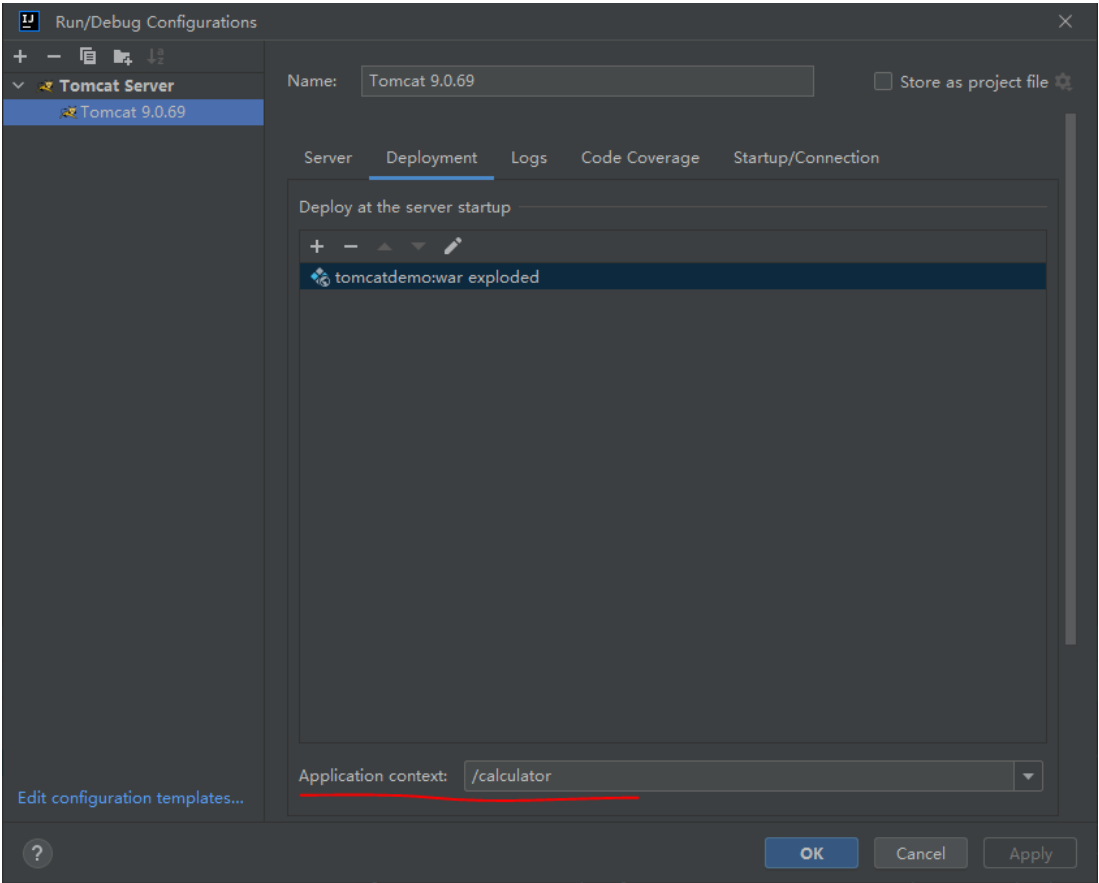 Run/Debug Configurations
Name: Tomcat 9.0.69 Store as project file
Tomcat Server
Tomcat 9.0.69
Server Deployment Logs Code Coverage Startup/Connection
Deploy at the server startup
tomcatdemo:war exploded
Application context: /calculator
Edit configuration templates...
? OK Cancel Apply